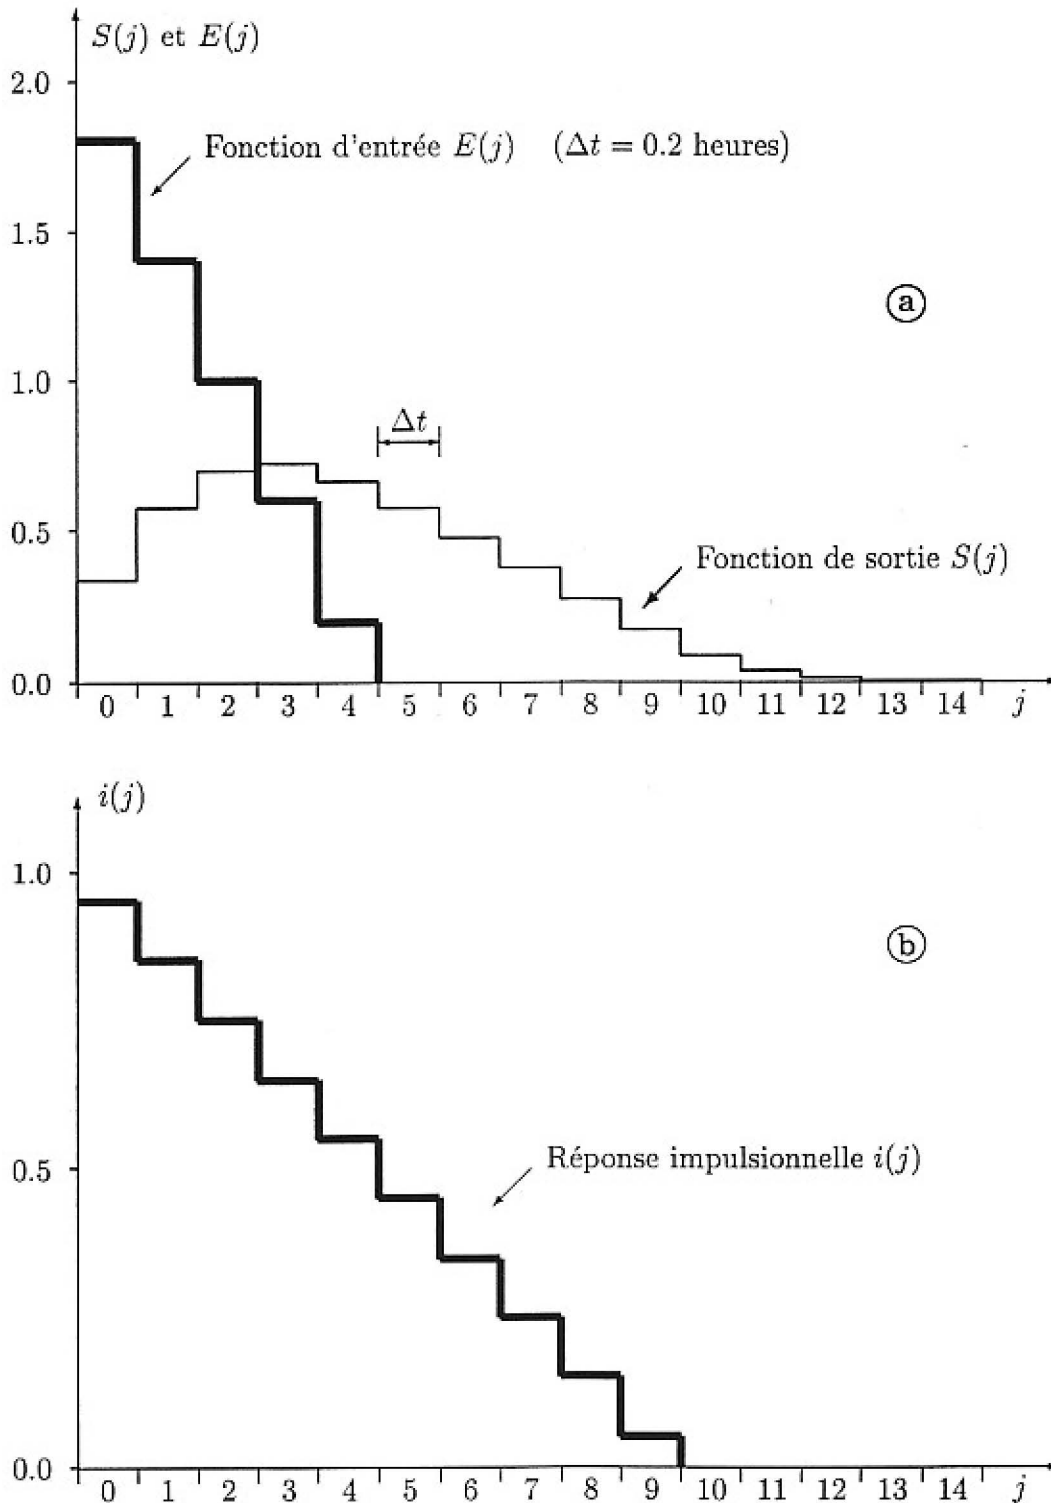 S(j) et E(j)
2.0
Fonction d'entrée E(j) (Δt = 0.2 heures)
1.5
a
1.0
Δt
0.5
Fonction de sortie S(j)
0.0
0 1 2 3 4 5 6 7 8 9 10 11 12 13 14 j
i(j)
1.0
b
Réponse impulsionnelle i(j)
0.5
0.0
0 1 2 3 4 5 6 7 8 9 10 11 12 13 14 j